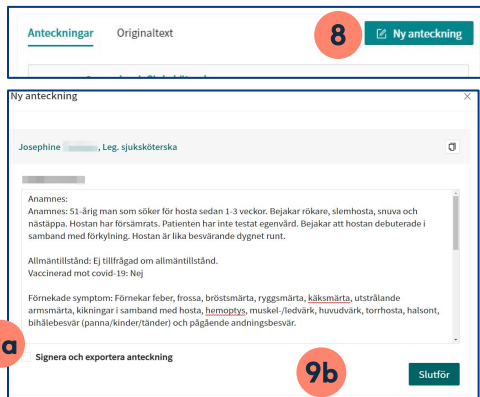 Anteckningar Originaltext 8 Ny anteckning
Ny anteckning
Josephine , Leg. sjuksköterska
Anamnes:
Anamnes: 51-årig man som söker för hosta sedan 1-3 veckor. Bejakar rökare, slemhosta, snuva och
nästäppa. Hostan har försämrats. Patienten har inte testat egenvård. Bejakar att hostan debuterade i
samband med förkylning. Hostan är lika besvärande dygnet runt.
Allmäntillstånd: Ej tillfrågad om allmäntillstånd.
Vaccinerad mot covid-19: Nej
Förnekade symptom: Förnekar feber, frossa, bröstsmärta, ryggsmärta, käksmärta, utstrålande
armsmärta, kikningar i samband med hosta, hemoptys, muskel-/ledvärk, huvudvärk, torrhosta, halsont,
bihålebesvär (panna/kinder/tänder) och pågående andningsbesvär.
a Signera och exportera anteckning
9b Slutför